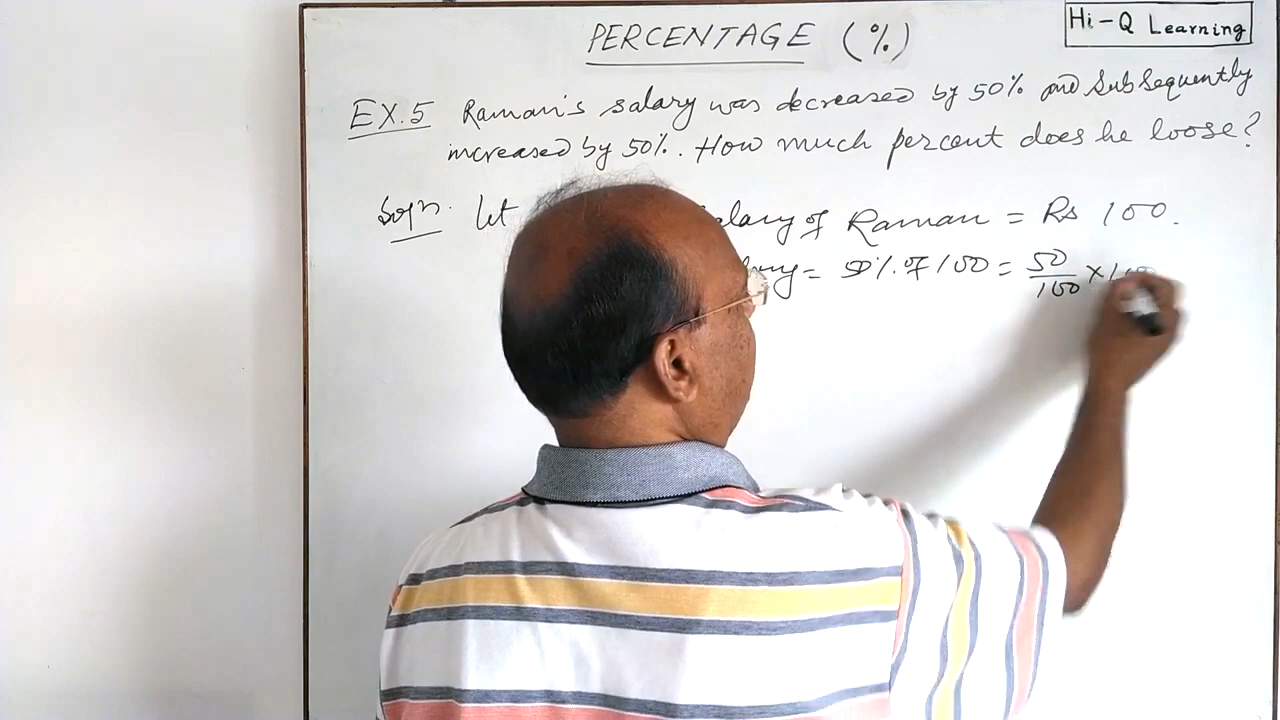 PERCENTAGE (%)
Hi-Q Learning
EX.5 Raman's salary was decreased by 50% and Subsequently
increased by 50%. How much percent does he loose?
Soln. Let salary of Raman = Rs 100.
= 50% of 100 = 50/100 × 100